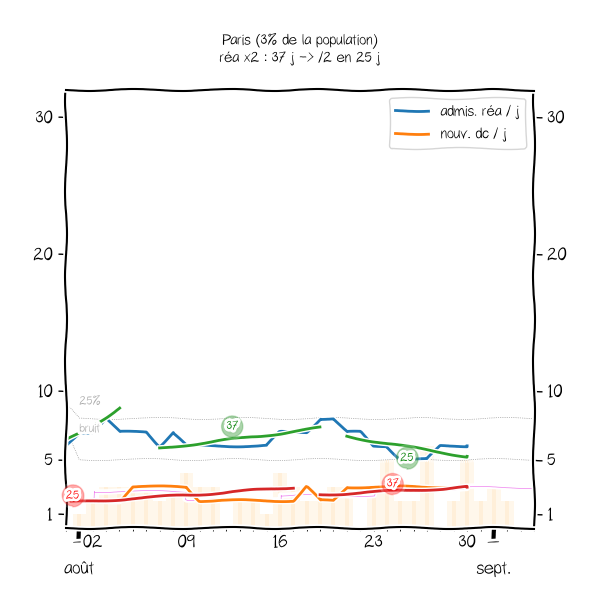 Paris (3% de la population)
réa x2 : 37 j -> /2 en 25 j
admis. réa / j
nouv. dc / j
30
30
20
20
10
10
25%
bruit
37
25
5
5
25
37
1
1
02
09
16
23
30
août
sept.